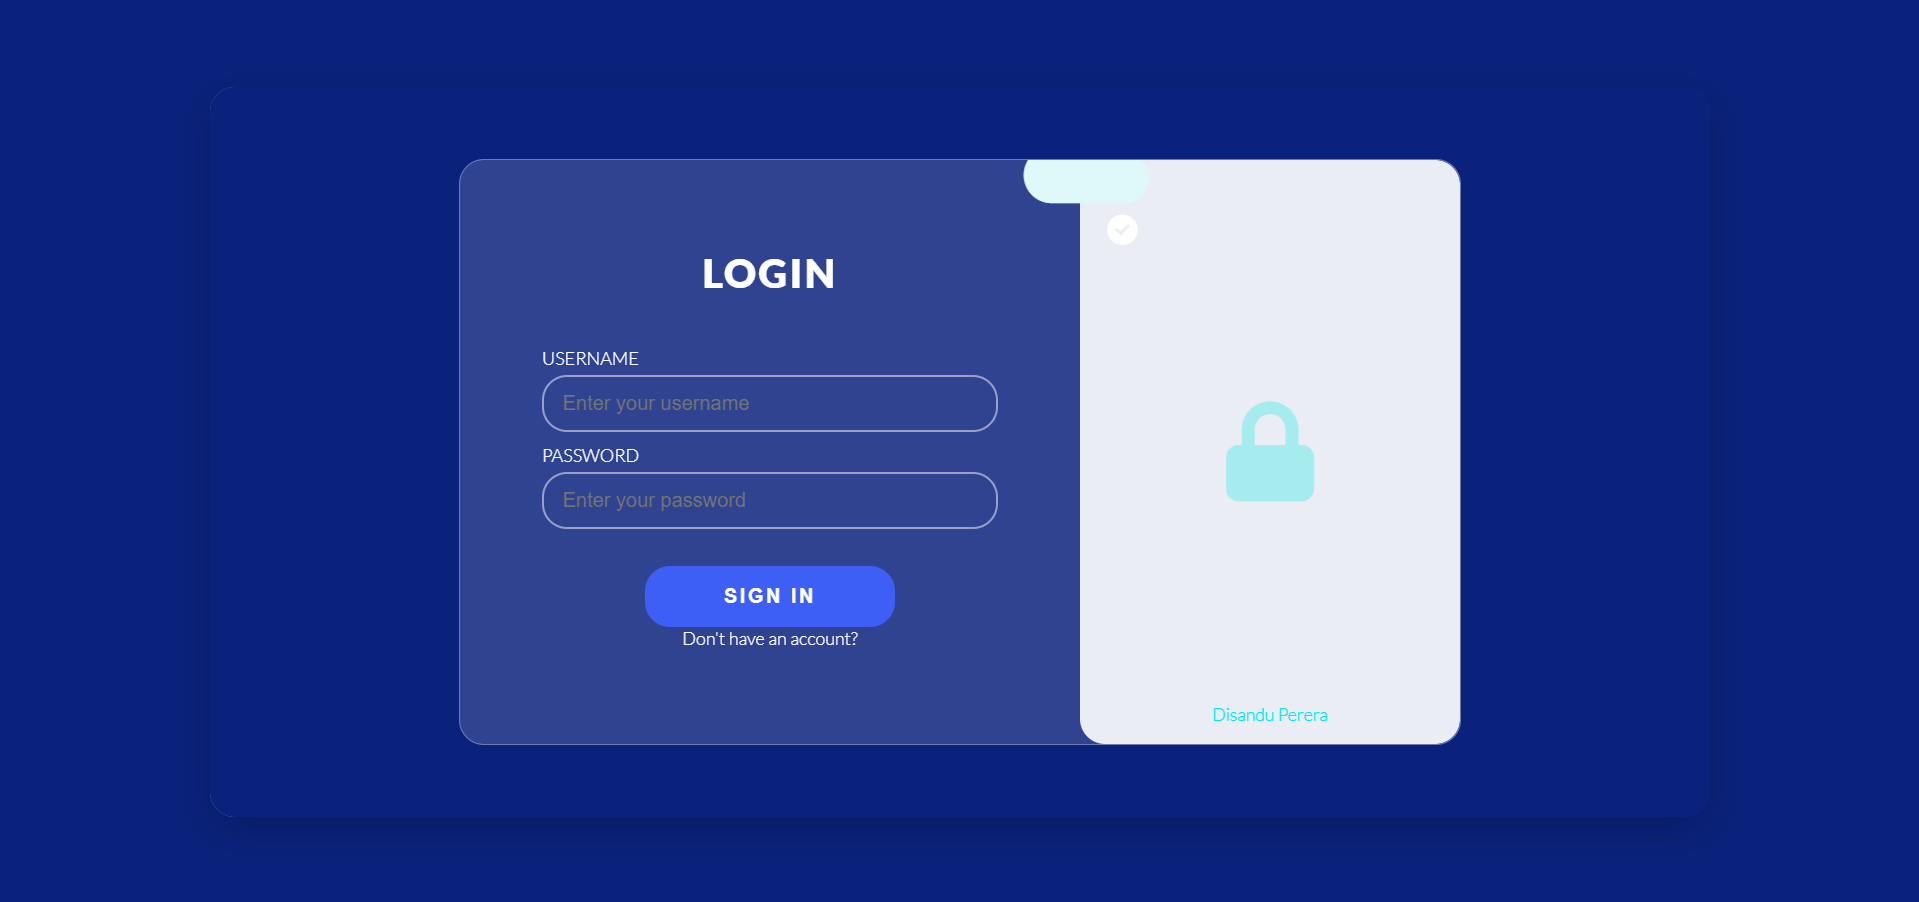 LOGIN
USERNAME
Enter your username
PASSWORD
Enter your password
SIGN IN
Don't have an account?
Disandu Perera